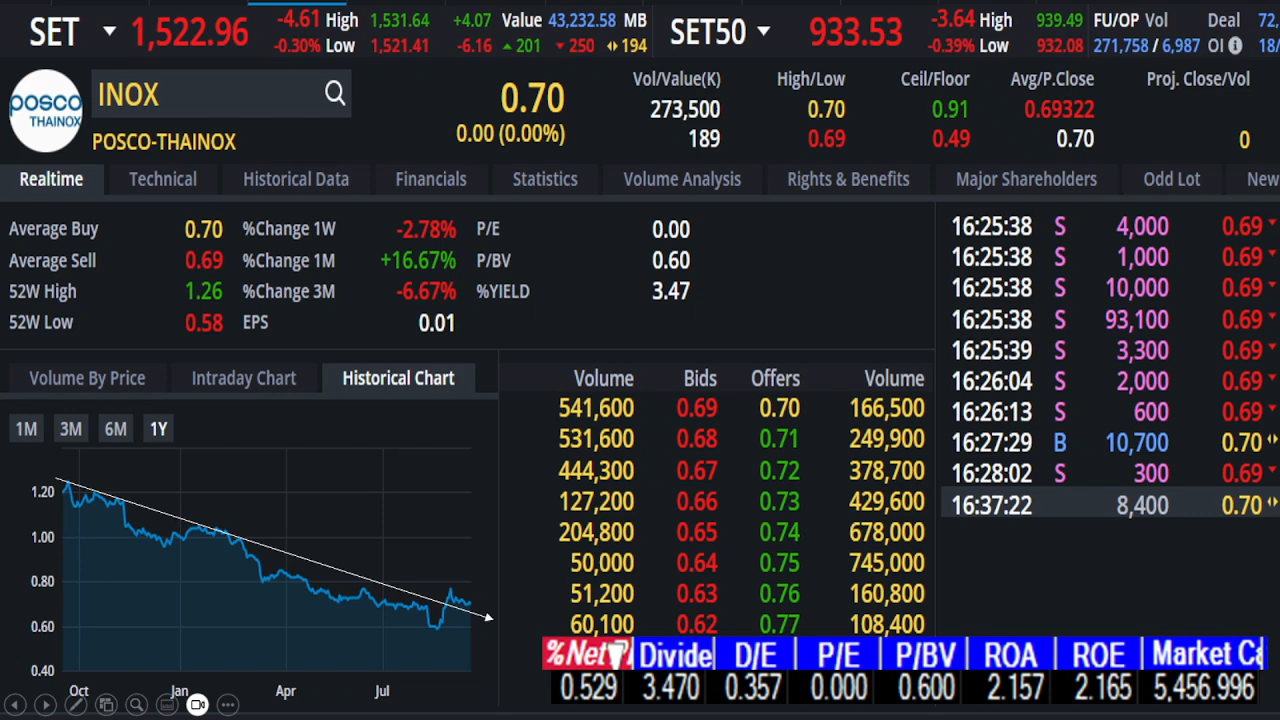 SET 1,522.96 -4.61 High 1,531.64 +4.07 Value 43,232.58 MB
-0.30% Low 1,521.41 -6.16 201 250 194
SET50 933.53 -3.64 High 939.49 FU/OP Vol Deal 72,
-0.39% Low 932.08 271,758 / 6,987 OI 18/
posco
THAINOX
INOX
POSCO-THAINOX
0.70
0.00 (0.00%)
Vol/Value(K) High/Low Ceil/Floor Avg/P.Close Proj. Close/Vol
273,500 0.70 0.91 0.69322
189 0.69 0.49 0.70 0
Realtime Technical Historical Data Financials Statistics Volume Analysis Rights & Benefits Major Shareholders Odd Lot New
Average Buy 0.70 %Change 1W -2.78% P/E 0.00
Average Sell 0.69 %Change 1M +16.67% P/BV 0.60
52W High 1.26 %Change 3M -6.67% %YIELD 3.47
52W Low 0.58 EPS 0.01
16:25:38 S 4,000 0.69
16:25:38 S 1,000 0.69
16:25:38 S 10,000 0.69
16:25:38 S 93,100 0.69
16:25:39 S 3,300 0.69
16:26:04 S 2,000 0.69
16:26:13 S 600 0.69
16:27:29 B 10,700 0.70
16:28:02 S 300 0.69
16:37:22 8,400 0.70
Volume By Price Intraday Chart Historical Chart
1M 3M 6M 1Y
1.20
1.00
0.80
0.60
0.40
Oct Jan Apr Jul
Volume Bids Offers Volume
541,600 0.69 0.70 166,500
531,600 0.68 0.71 249,900
444,300 0.67 0.72 378,700
127,200 0.66 0.73 429,600
204,800 0.65 0.74 678,000
50,000 0.64 0.75 745,000
51,200 0.63 0.76 160,800
60,100 0.62 0.77 108,400
%Net Divide D/E P/E P/BV ROA ROE Market Ca
0.529 3.470 0.357 0.000 0.600 2.157 2.165 5,456.996